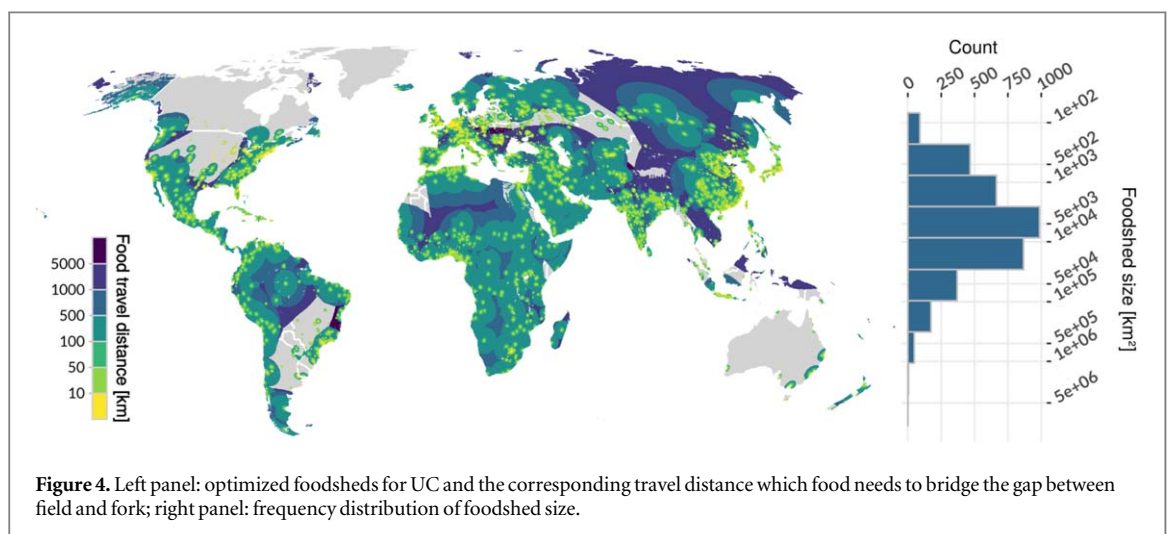 Count
0
250
500
750
1000
1e+02
5e+02
1e+03
5e+03
1e+04
5e+04
1e+05
5e+05
1e+06
5e+06
Foodshed size [km²]
Food travel distance [km]
5000
1000
500
100
50
10
Figure 4. Left panel: optimized foodsheds for UC and the corresponding travel distance which food needs to bridge the gap between
field and fork; right panel: frequency distribution of foodshed size.